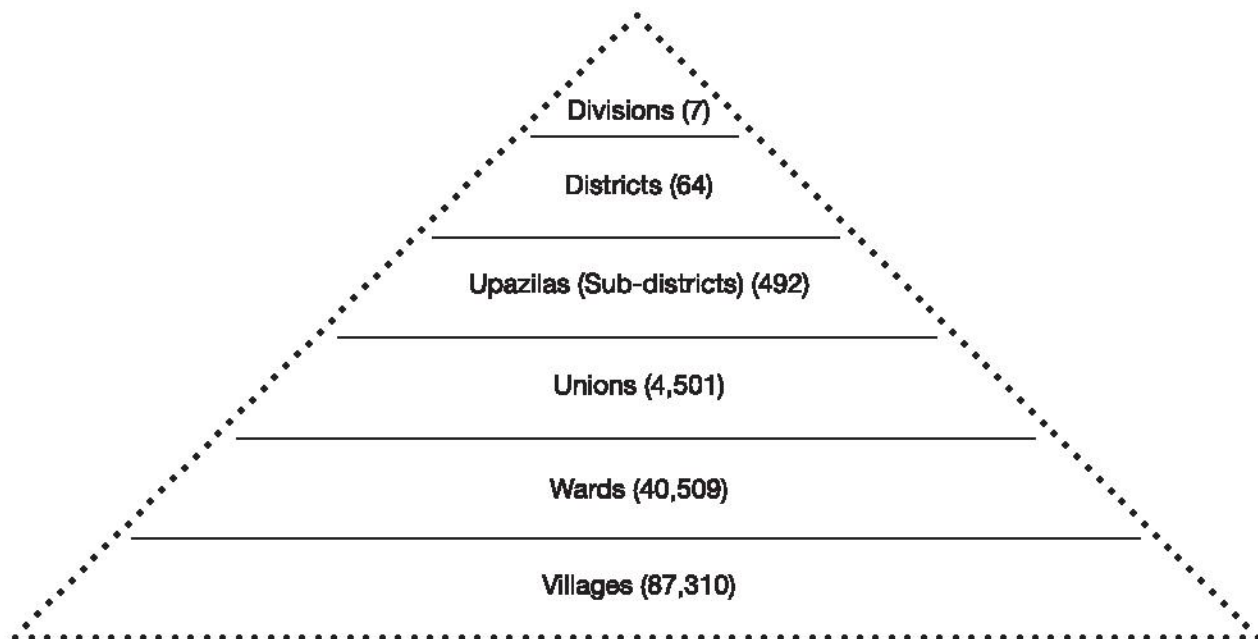 Divisions (7)
Districts (64)
Upazilas (Sub-districts) (492)
Unions (4,501)
Wards (40,509)
Villages (87,310)